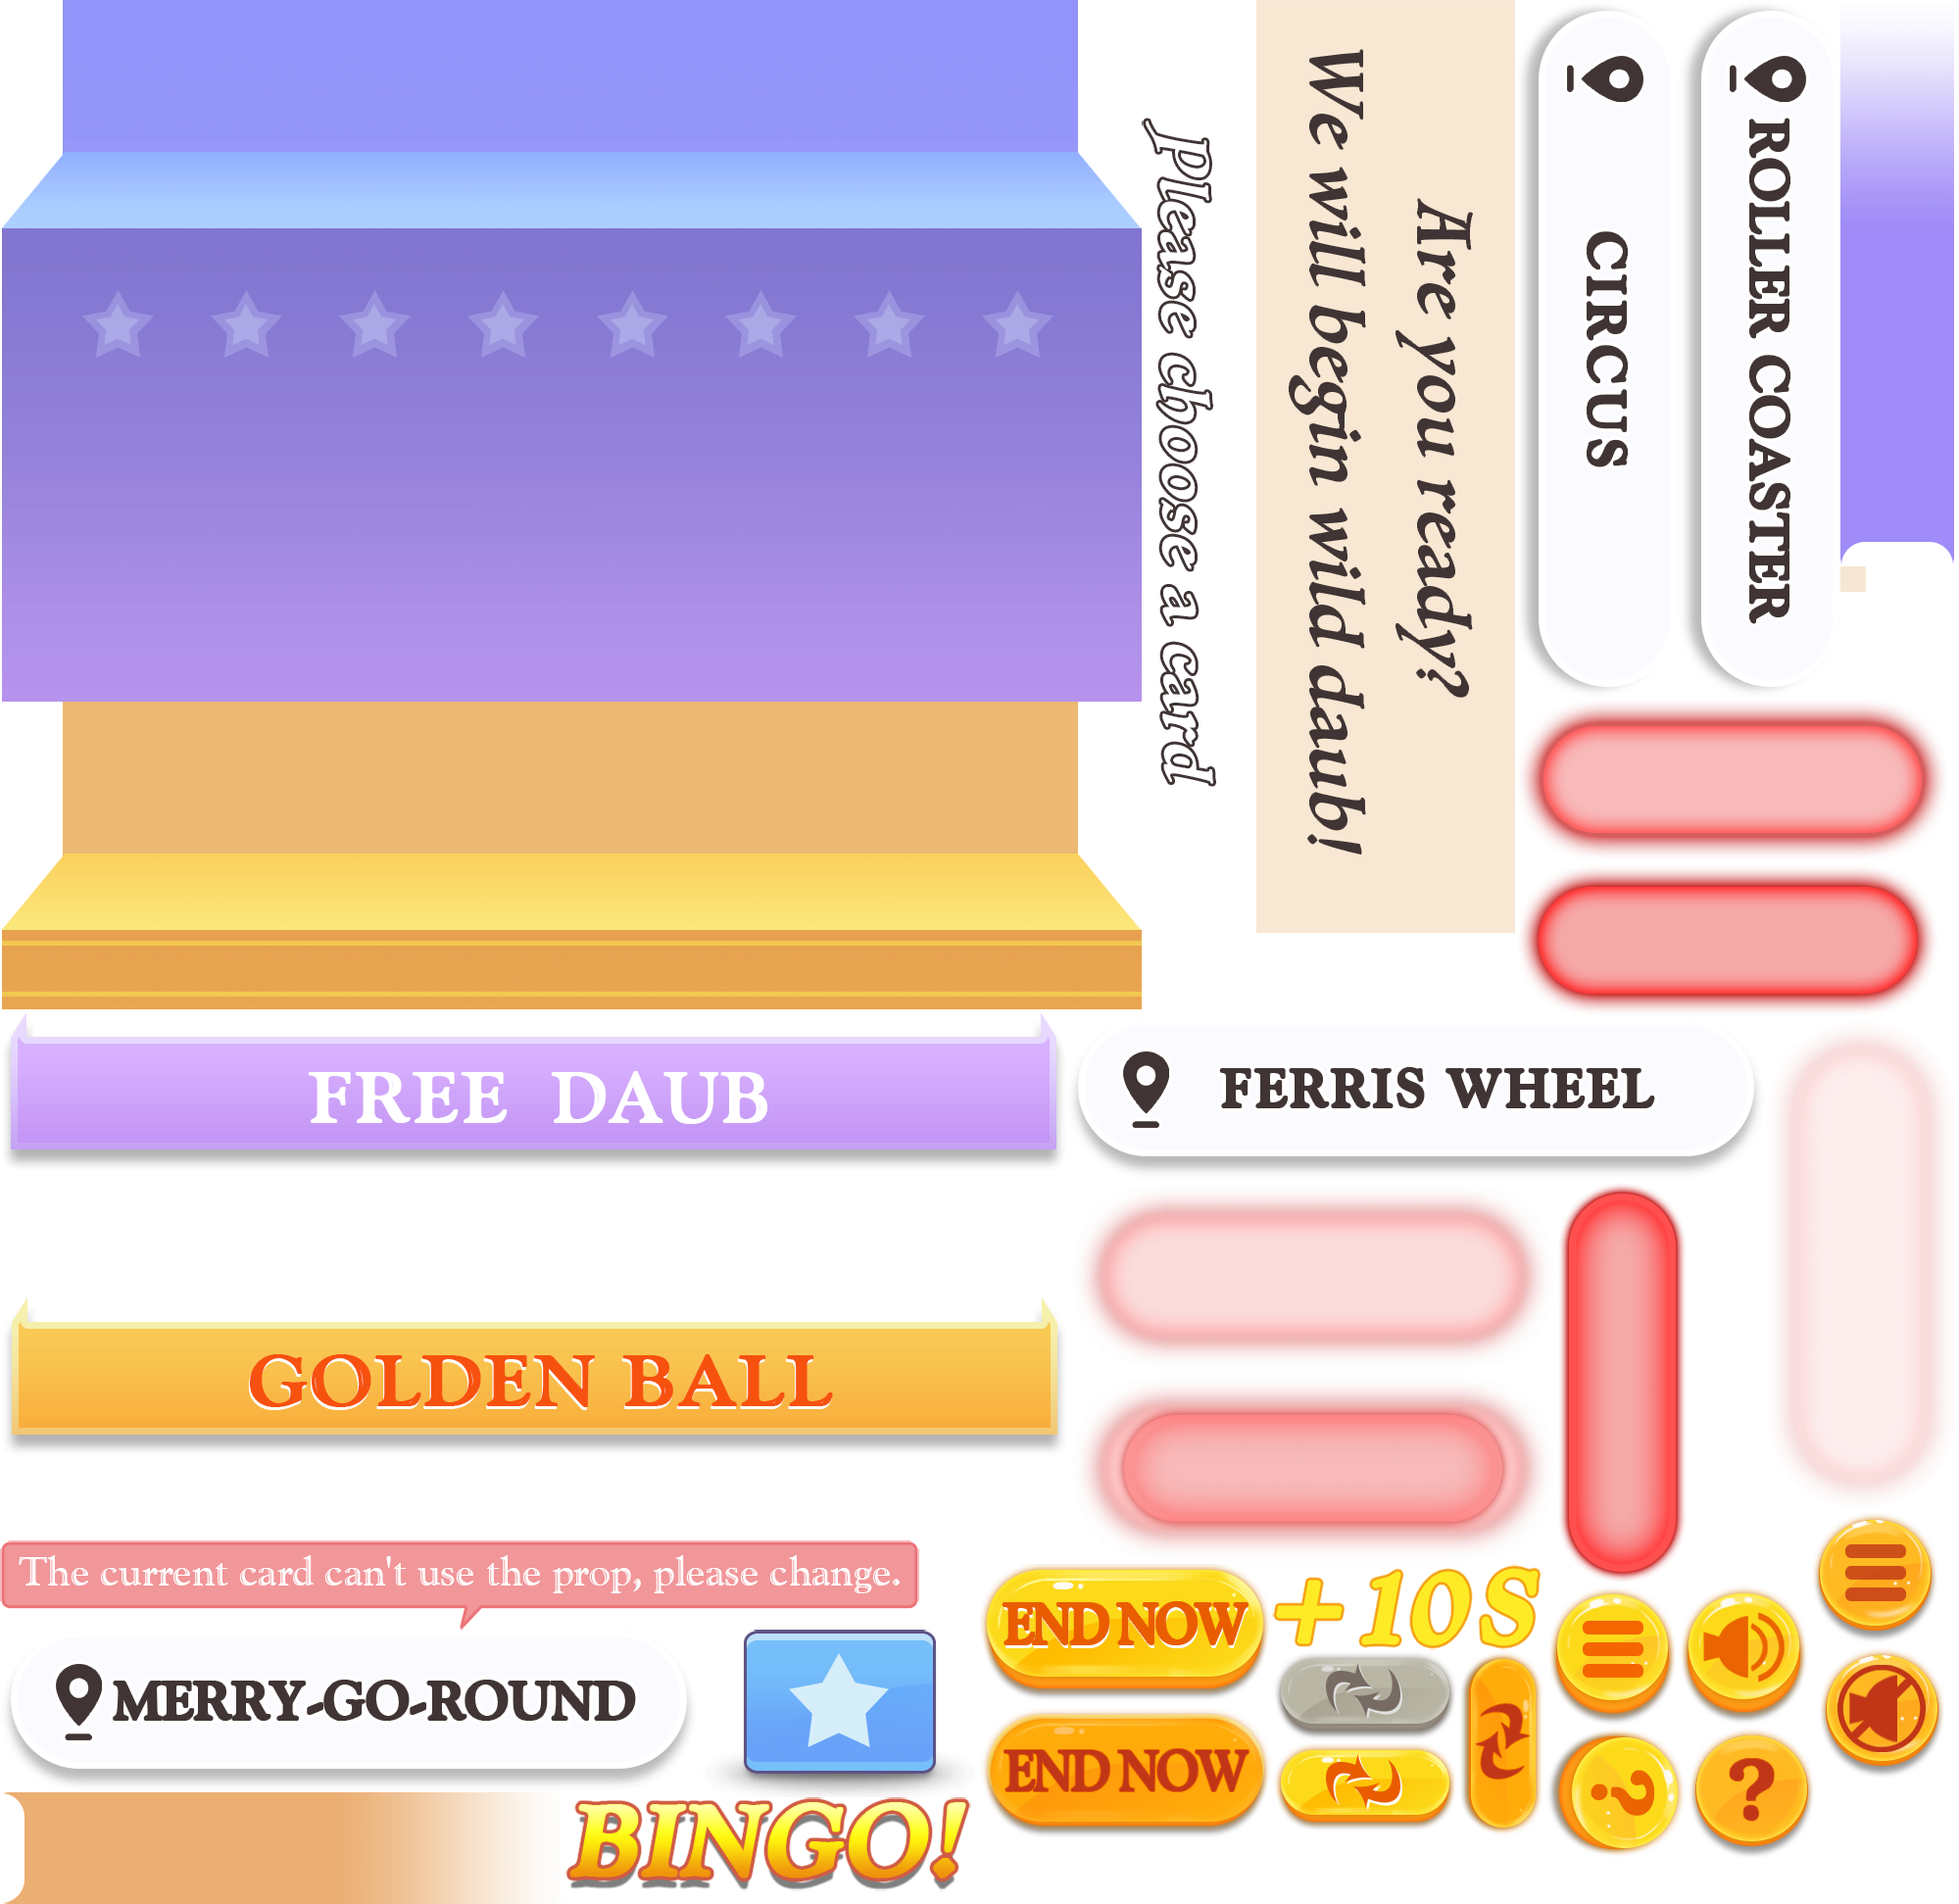 Please choose a card
Are you ready?
We will begin wild daub!
CIRCUS
ROLLER COASTER
FREE DAUB
FERRIS WHEEL
GOLDEN BALL
The current card can't use the prop, please change.
MERRY-GO-ROUND
END NOW
+10S
END NOW
?
?
BINGO!